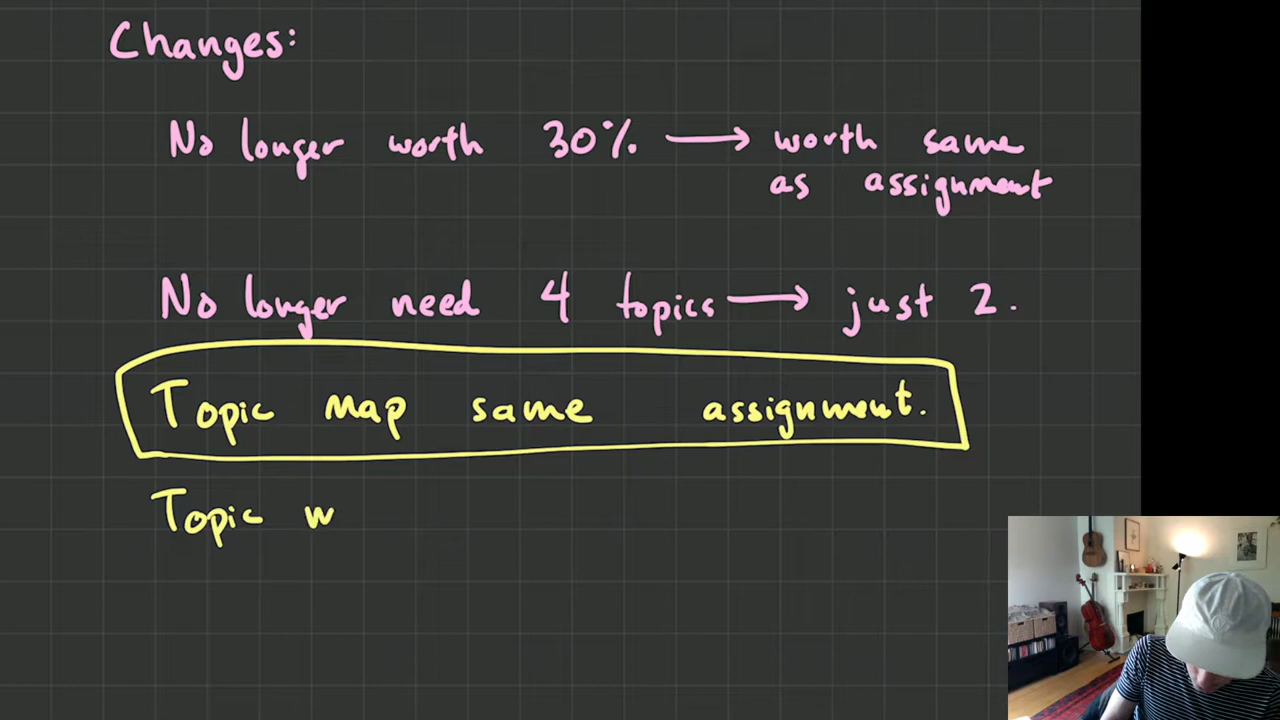 Changes:
No longer worth 30% → worth same
as assignment
No longer need 4 topics → just 2.
Topic map same assignment.
Topic w